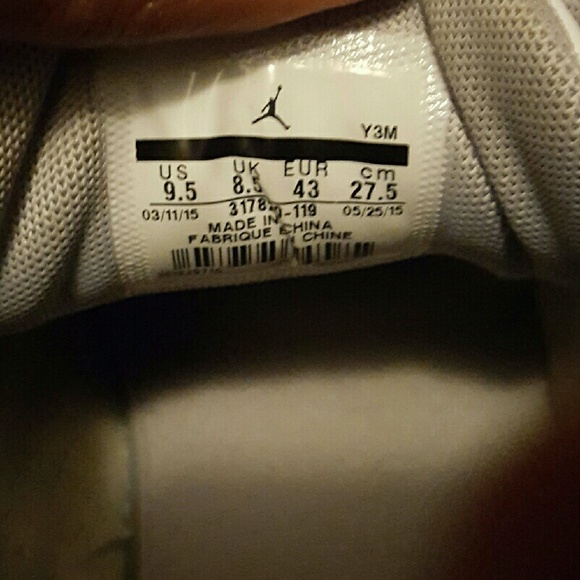 Y3M
US UK EUR cm
9.5 8.5 43 27.5
03/11/15 05/25/15
MADE IN CHINA
FABRIQUE CHINE